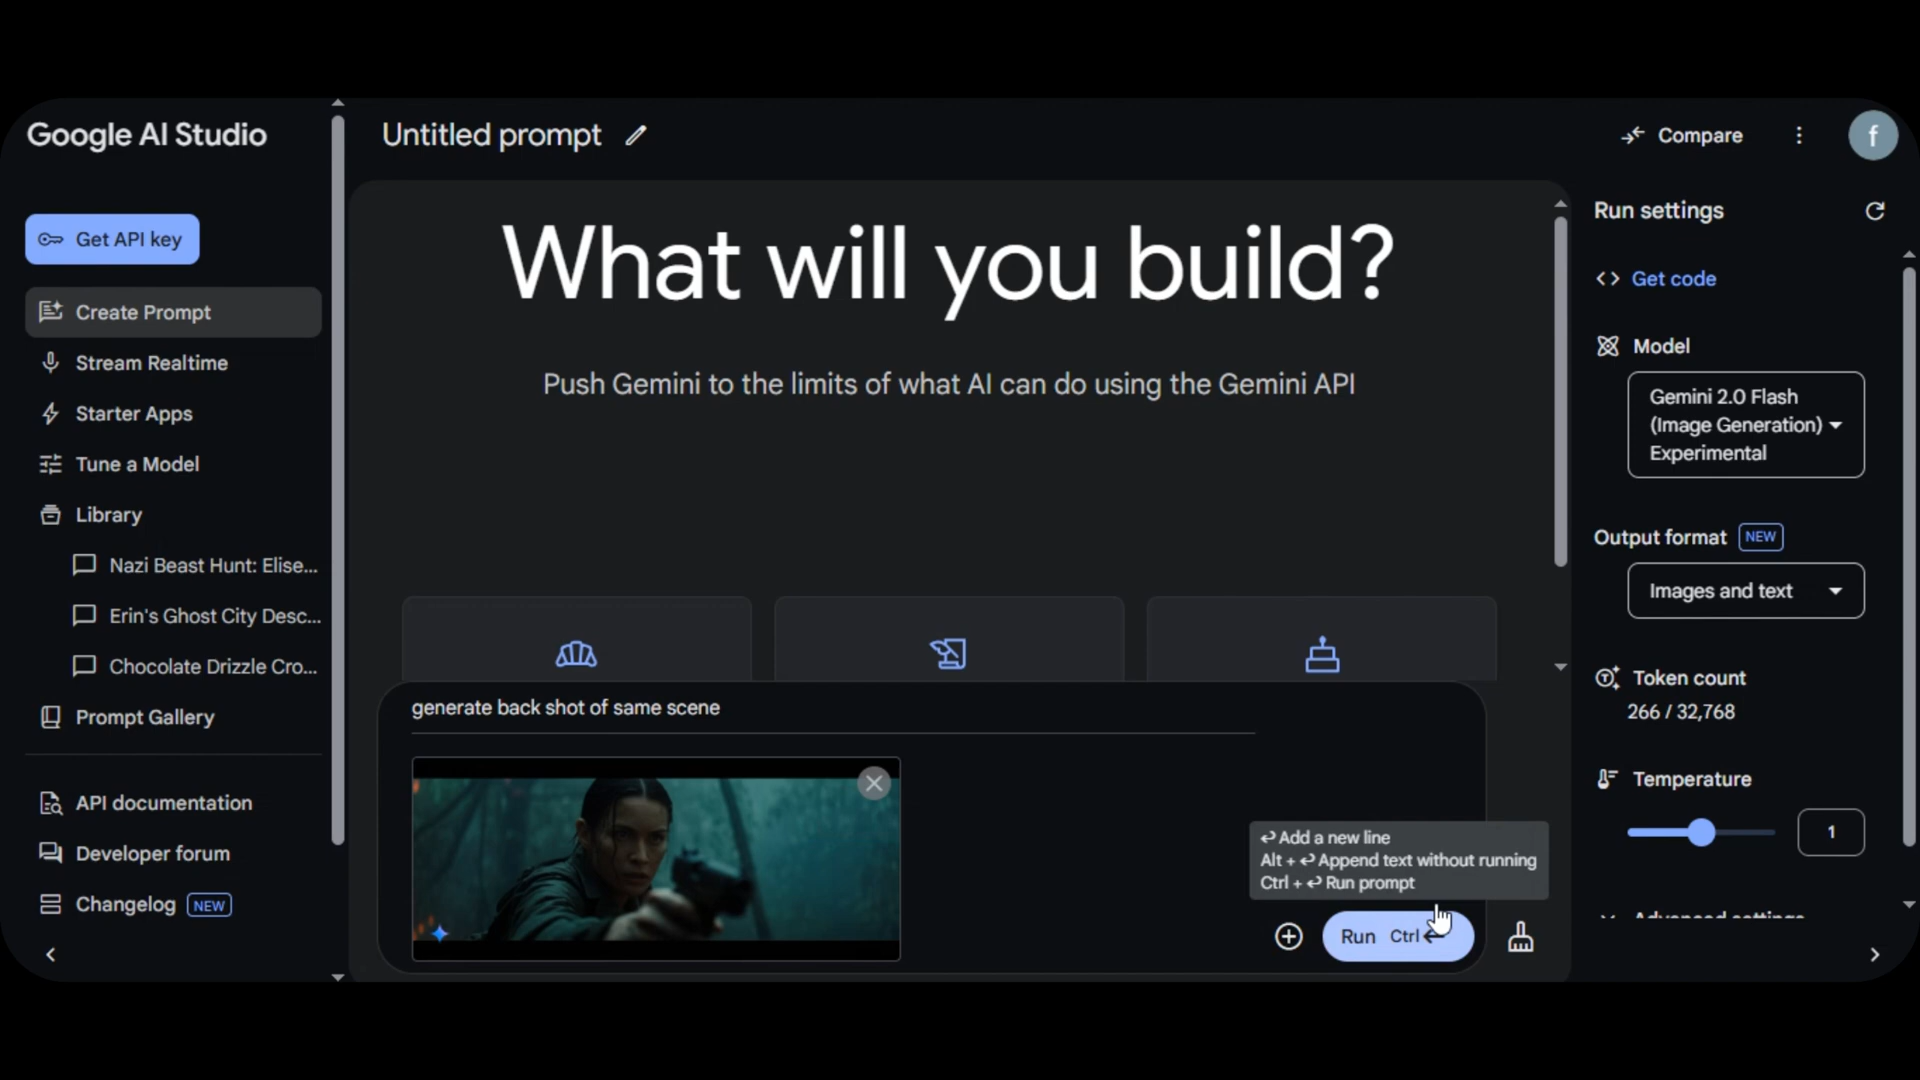 Google AI Studio
Get API key
Create Prompt
Stream Realtime
Starter Apps
Tune a Model
Library
Nazi Beast Hunt: Elise...
Erin's Ghost City Desc...
Chocolate Drizzle Cro...
Prompt Gallery
API documentation
Developer forum
Changelog NEW
Untitled prompt
What will you build?
Push Gemini to the limits of what AI can do using the Gemini API
generate back shot of same scene
↩ Add a new line
Alt + ↩ Append text without running
Ctrl + ↩ Run prompt
Run Ctrl ↩
Compare
f
Run settings
<> Get code
Model
Gemini 2.0 Flash
(Image Generation)
Experimental
Output format NEW
Images and text
Token count
266 / 32,768
Temperature
1